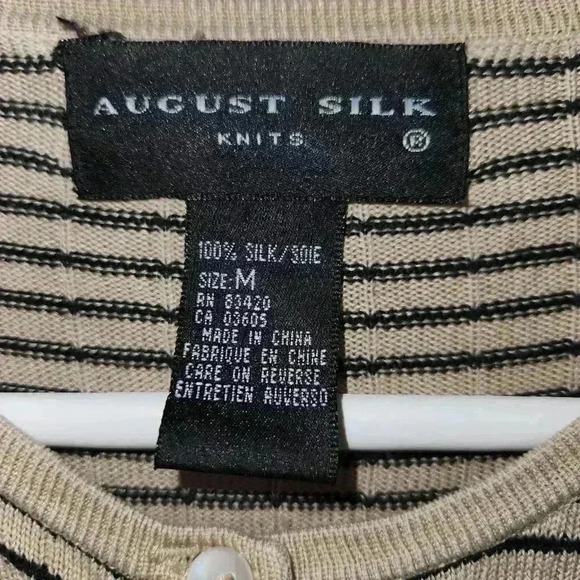 AUGUST SILK
KNITS ®
100% SILK/SOIE
SIZE: M
RN 83420
CA 03605
MADE IN CHINA
FABRIQUE EN CHINE
CARE ON REVERSE
ENTRETIEN AUVERSO